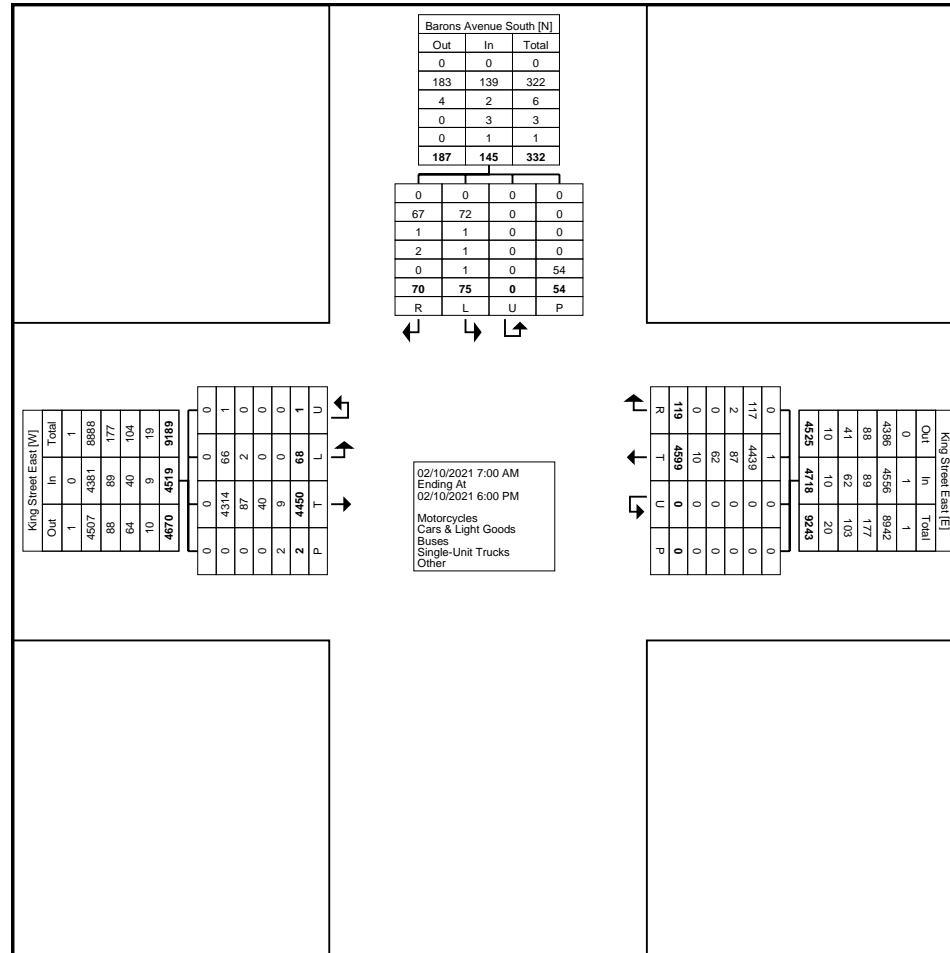 Barons Avenue South [N]
Out In Total
0 0 0
183 139 322
4 2 6
0 3 3
0 1 1
187 145 332
0 0 0 0
67 72 0 0
1 1 0 0
2 1 0 0
0 1 0 54
70 75 0 54
R L U P
King Street East [W]
Total 1 8888 177 104 19 9189
In 0 4381 89 40 9 4519
Out 1 4507 88 64 10 4670
0 1 0 0 0 1 U
0 66 2 0 0 68 L
0 4314 87 40 9 4450 T
0 0 0 0 2 2 P
02/10/2021 7:00 AM
Ending At
02/10/2021 6:00 PM
Motorcycles
Cars & Light Goods
Buses
Single-Unit Trucks
Other
R 119 0 0 2 117 0
T 4599 10 62 87 4439 1
U 0 0 0 0 0 0
P 0 0 0 0 0 0
King Street East [E]
Out In Total
0 1 1
4386 4556 8942
88 89 177
41 62 103
10 10 20
4525 4718 9243